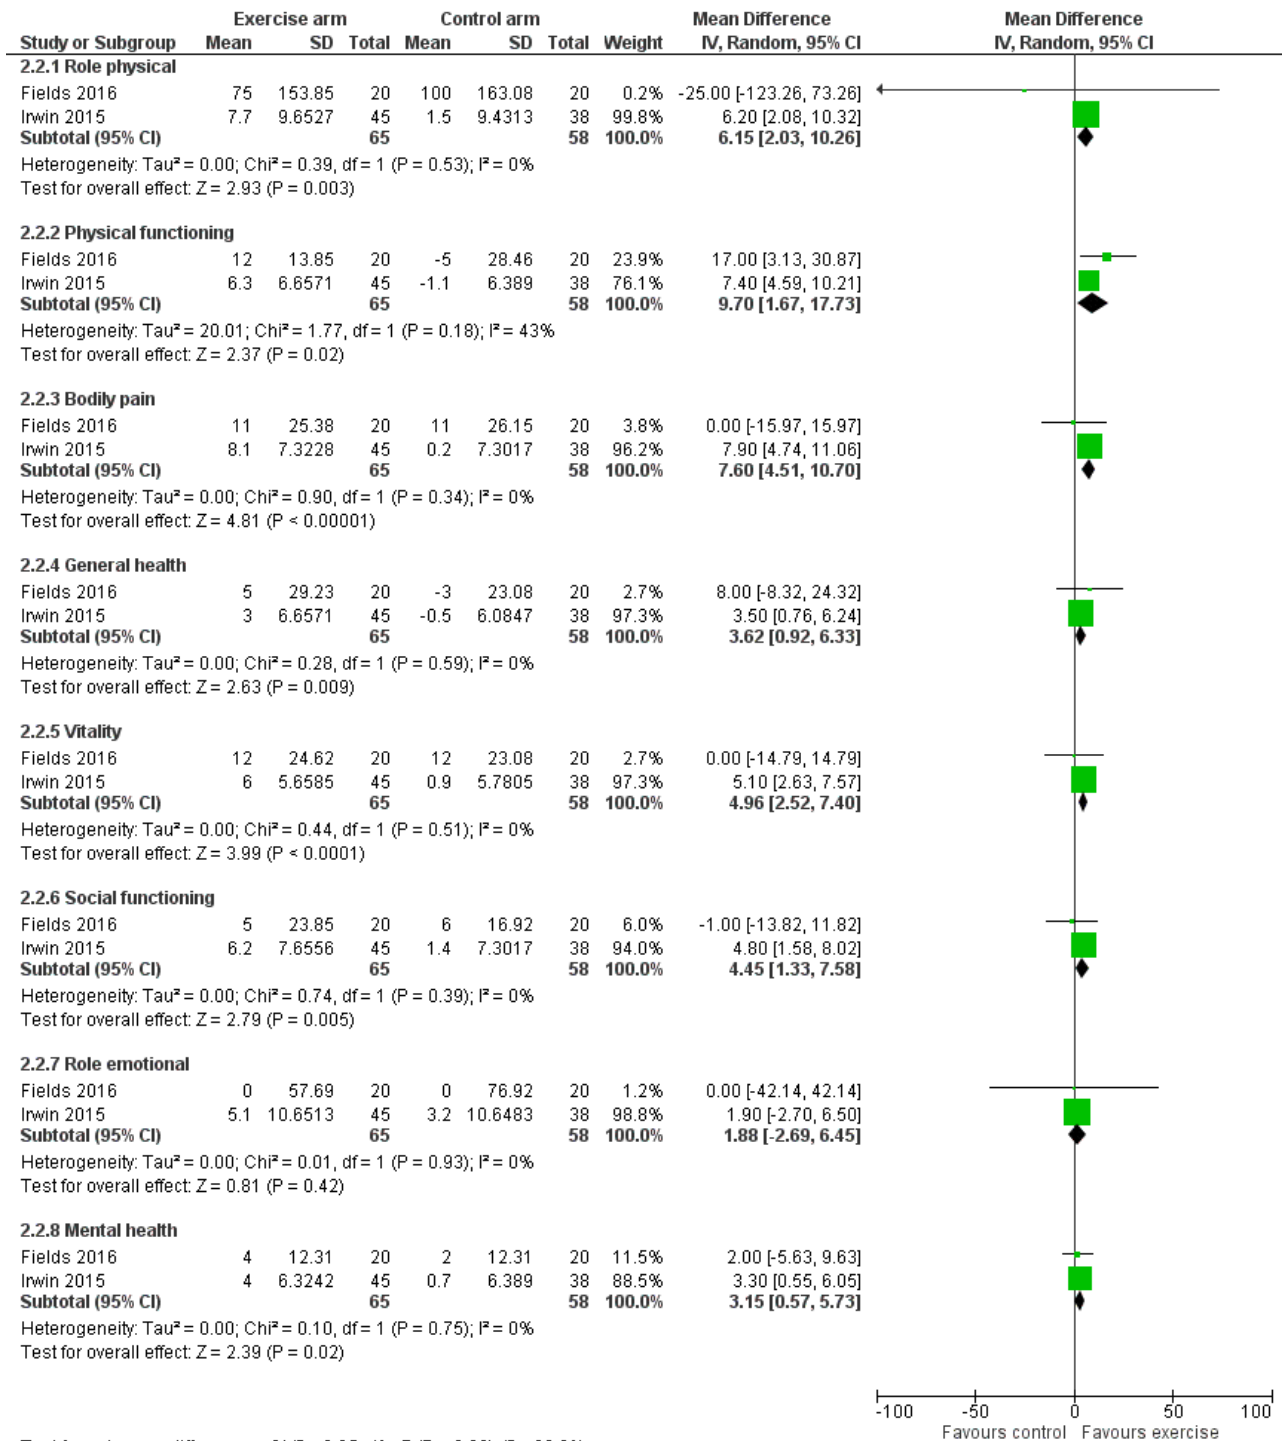 Exercise arm Control arm Mean Difference Mean Difference
Study or Subgroup Mean SD Total Mean SD Total Weight IV, Random, 95% CI IV, Random, 95% CI
2.2.1 Role physical
Fields 2016 75 153.85 20 100 163.08 20 0.2% -25.00 [-123.26, 73.26]
Irwin 2015 7.7 9.6527 45 1.5 9.4313 38 99.8% 6.20 [2.08, 10.32]
Subtotal (95% CI) 65 58 100.0% 6.15 [2.03, 10.26]
Heterogeneity: Tau² = 0.00; Chi² = 0.39, df = 1 (P = 0.53); I² = 0%
Test for overall effect: Z = 2.93 (P = 0.003)
2.2.2 Physical functioning
Fields 2016 12 13.85 20 -5 28.46 20 23.9% 17.00 [3.13, 30.87]
Irwin 2015 6.3 6.6571 45 -1.1 6.389 38 76.1% 7.40 [4.59, 10.21]
Subtotal (95% CI) 65 58 100.0% 9.70 [1.67, 17.73]
Heterogeneity: Tau² = 20.01; Chi² = 1.77, df = 1 (P = 0.18); I² = 43%
Test for overall effect: Z = 2.37 (P = 0.02)
2.2.3 Bodily pain
Fields 2016 11 25.38 20 11 26.15 20 3.8% 0.00 [-15.97, 15.97]
Irwin 2015 8.1 7.3228 45 0.2 7.3017 38 96.2% 7.90 [4.74, 11.06]
Subtotal (95% CI) 65 58 100.0% 7.60 [4.51, 10.70]
Heterogeneity: Tau² = 0.00; Chi² = 0.90, df = 1 (P = 0.34); I² = 0%
Test for overall effect: Z = 4.81 (P < 0.00001)
2.2.4 General health
Fields 2016 5 29.23 20 -3 23.08 20 2.7% 8.00 [-8.32, 24.32]
Irwin 2015 3 6.6571 45 -0.5 6.0847 38 97.3% 3.50 [0.76, 6.24]
Subtotal (95% CI) 65 58 100.0% 3.62 [0.92, 6.33]
Heterogeneity: Tau² = 0.00; Chi² = 0.28, df = 1 (P = 0.59); I² = 0%
Test for overall effect: Z = 2.63 (P = 0.009)
2.2.5 Vitality
Fields 2016 12 24.62 20 12 23.08 20 2.7% 0.00 [-14.79, 14.79]
Irwin 2015 6 5.6585 45 0.9 5.7805 38 97.3% 5.10 [2.63, 7.57]
Subtotal (95% CI) 65 58 100.0% 4.96 [2.52, 7.40]
Heterogeneity: Tau² = 0.00; Chi² = 0.44, df = 1 (P = 0.51); I² = 0%
Test for overall effect: Z = 3.99 (P < 0.0001)
2.2.6 Social functioning
Fields 2016 5 23.85 20 6 16.92 20 6.0% -1.00 [-13.82, 11.82]
Irwin 2015 6.2 7.6556 45 1.4 7.3017 38 94.0% 4.80 [1.58, 8.02]
Subtotal (95% CI) 65 58 100.0% 4.45 [1.33, 7.58]
Heterogeneity: Tau² = 0.00; Chi² = 0.74, df = 1 (P = 0.39); I² = 0%
Test for overall effect: Z = 2.79 (P = 0.005)
2.2.7 Role emotional
Fields 2016 0 57.69 20 0 76.92 20 1.2% 0.00 [-42.14, 42.14]
Irwin 2015 5.1 10.6513 45 3.2 10.6483 38 98.8% 1.90 [-2.70, 6.50]
Subtotal (95% CI) 65 58 100.0% 1.88 [-2.69, 6.45]
Heterogeneity: Tau² = 0.00; Chi² = 0.01, df = 1 (P = 0.93); I² = 0%
Test for overall effect: Z = 0.81 (P = 0.42)
2.2.8 Mental health
Fields 2016 4 12.31 20 2 12.31 20 11.5% 2.00 [-5.63, 9.63]
Irwin 2015 4 6.3242 45 0.7 6.389 38 88.5% 3.30 [0.55, 6.05]
Subtotal (95% CI) 65 58 100.0% 3.15 [0.57, 5.73]
Heterogeneity: Tau² = 0.00; Chi² = 0.10, df = 1 (P = 0.75); I² = 0%
Test for overall effect: Z = 2.39 (P = 0.02)
-100 -50 0 50 100
Favours control Favours exercise